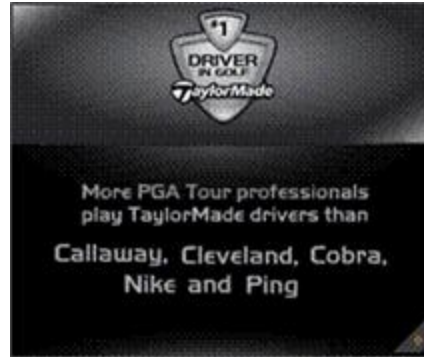 #1
DRIVER
IN GOLF
TaylorMade
More PGA Tour professionals
play TaylorMade drivers than
Callaway, Cleveland, Cobra,
Nike and Ping